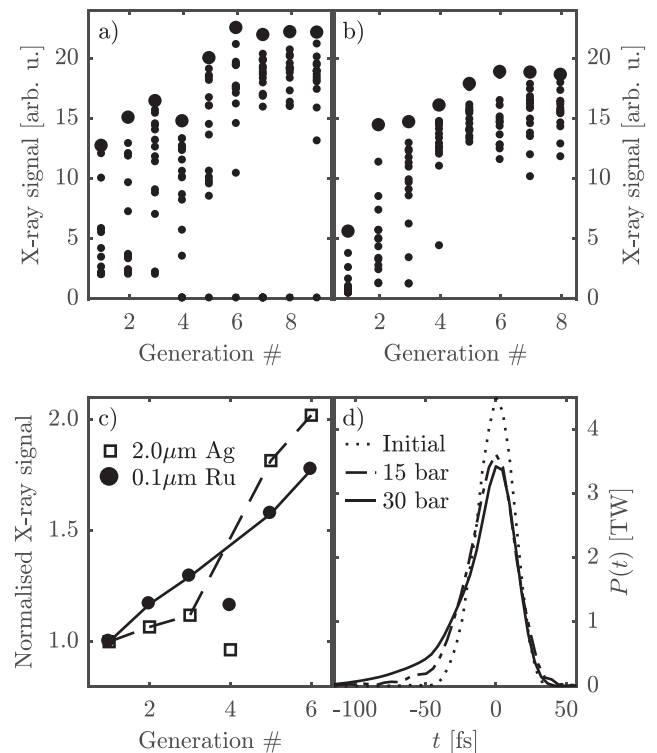 a)
X-ray signal [arb. u.]
20
15
10
5
0
2 4 6 8
Generation #
b)
X-ray signal [arb. u.]
20
15
10
5
0
2 4 6 8
Generation #
c)
Normalised X-ray signal
2.0
1.5
1.0
2.0μm Ag
0.1μm Ru
2 4 6
Generation #
d)
Initial
15 bar
30 bar
P(t) [TW]
4
3
2
1
0
-100 -50 0 50
t [fs]